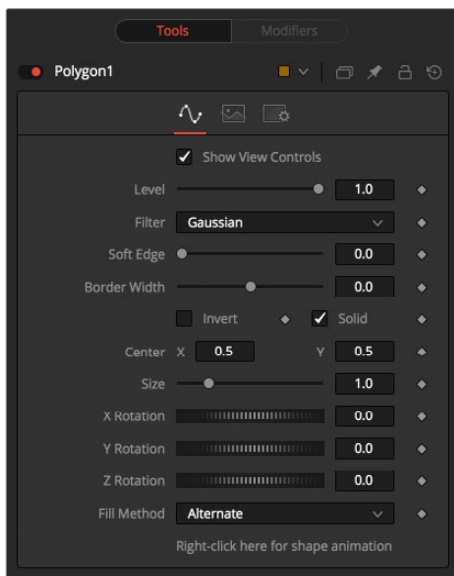 Tools Modifiers
Polygon1
Show View Controls
Level 1.0
Filter Gaussian
Soft Edge 0.0
Border Width 0.0
Invert Solid
Center X 0.5 Y 0.5
Size 1.0
X Rotation 0.0
Y Rotation 0.0
Z Rotation 0.0
Fill Method Alternate
Right-click here for shape animation